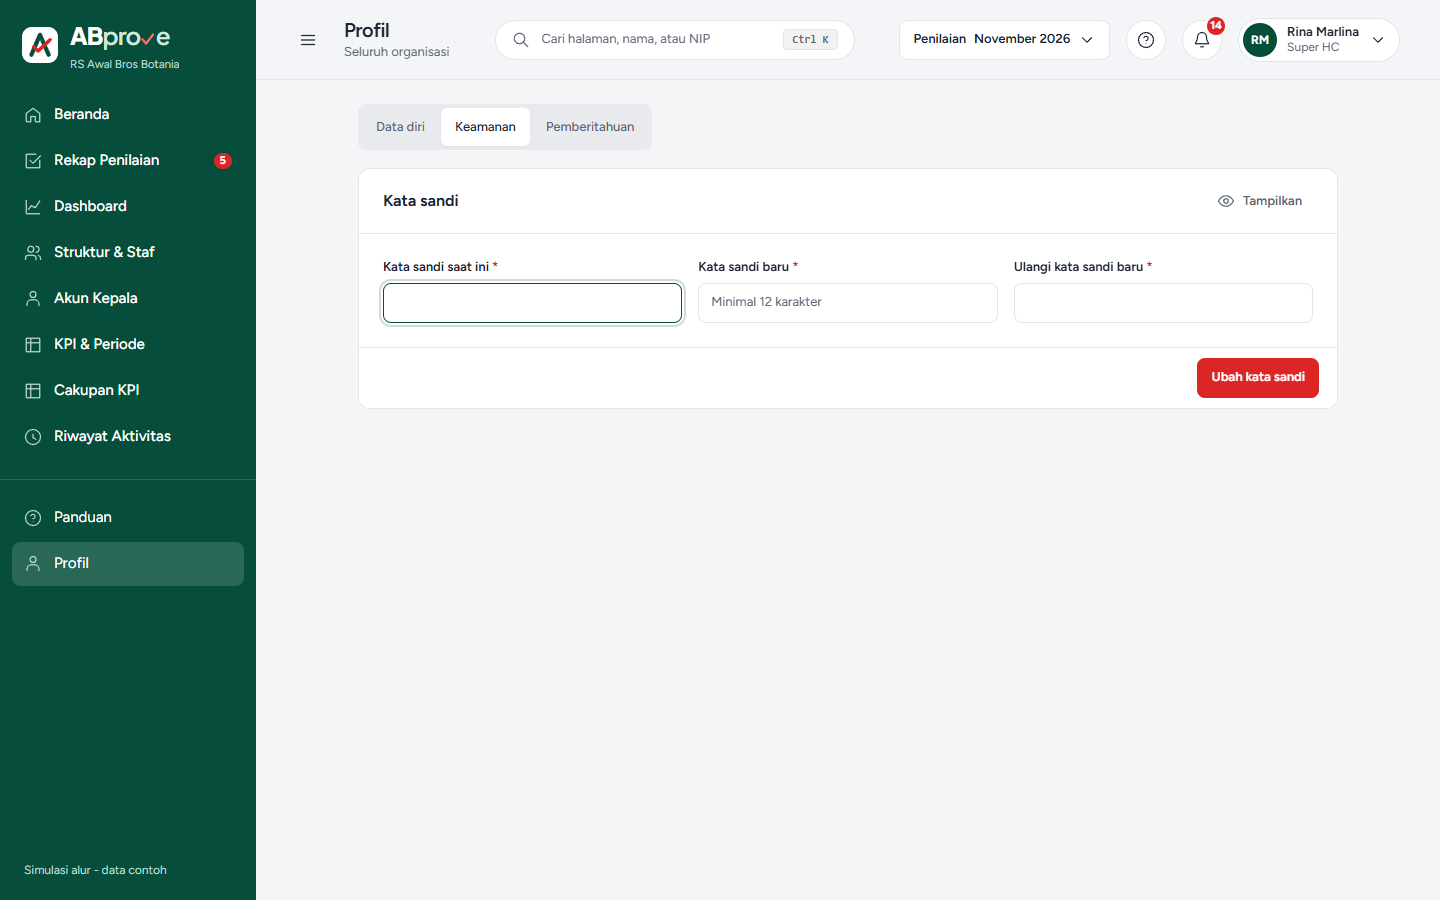 ABprove
RS Awal Bros Botania
Beranda
Rekap Penilaian 5
Dashboard
Struktur & Staf
Akun Kepala
KPI & Periode
Cakupan KPI
Riwayat Aktivitas
Panduan
Profil
Simulasi alur - data contoh
Profil
Seluruh organisasi
Cari halaman, nama, atau NIP Ctrl K
Penilaian November 2026
14
RM
Rina Marlina
Super HC
Data diri Keamanan Pemberitahuan
Kata sandi Tampilkan
Kata sandi saat ini * Kata sandi baru * Ulangi kata sandi baru *
Minimal 12 karakter
Ubah kata sandi